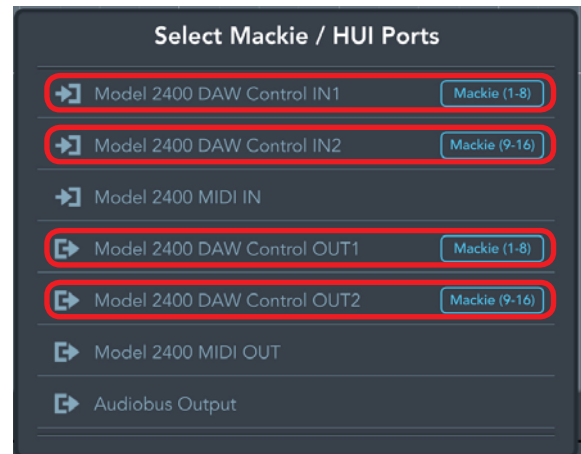 Select Mackie / HUI Ports
Model 2400 DAW Control IN1 Mackie (1-8)
Model 2400 DAW Control IN2 Mackie (9-16)
Model 2400 MIDI IN
Model 2400 DAW Control OUT1 Mackie (1-8)
Model 2400 DAW Control OUT2 Mackie (9-16)
Model 2400 MIDI OUT
Audiobus Output